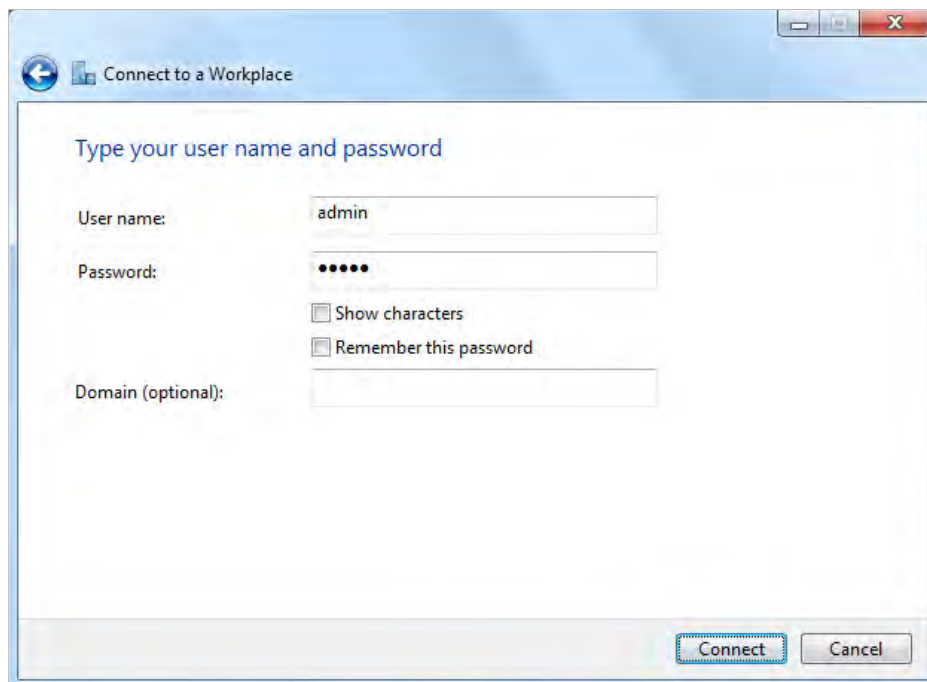 Connect to a Workplace
Type your user name and password
User name: admin
Password: •••••
Show characters
Remember this password
Domain (optional):
Connect Cancel